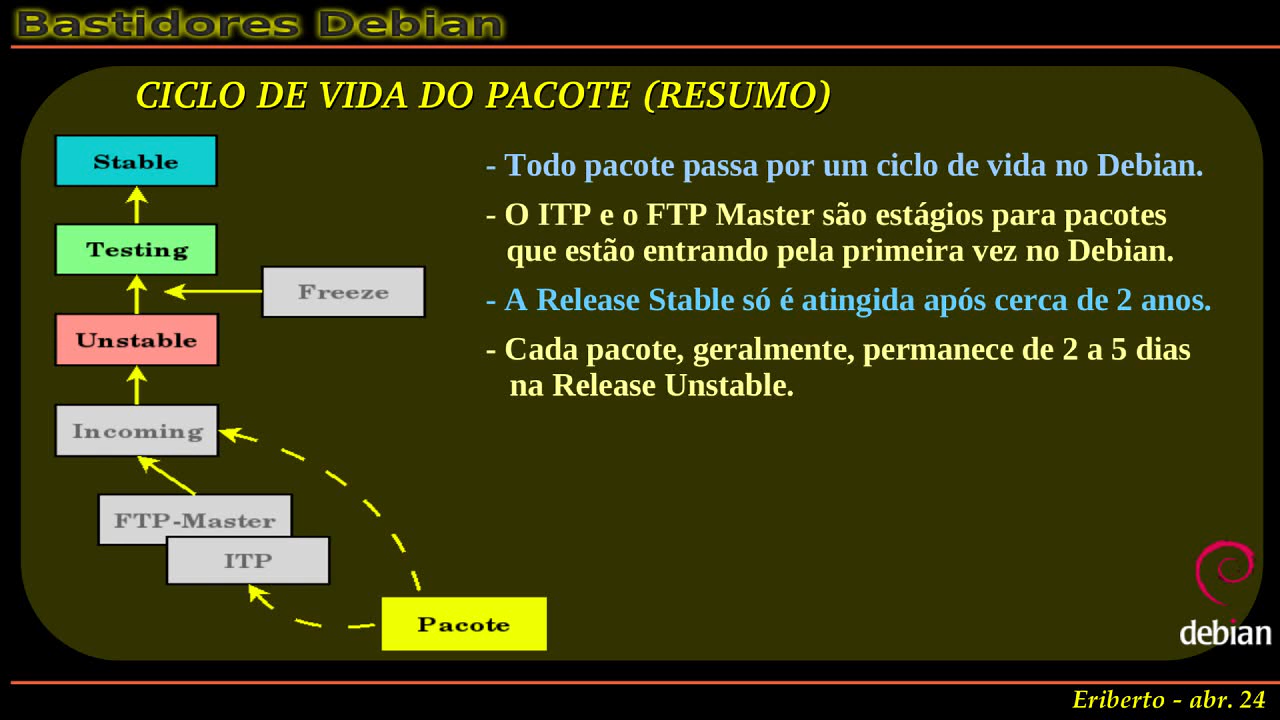 Bastidores Debian
CICLO DE VIDA DO PACOTE (RESUMO)
Stable
Testing
Freeze
Unstable
Incoming
FTP-Master
ITP
Pacote
- Todo pacote passa por um ciclo de vida no Debian.
- O ITP e o FTP Master são estágios para pacotes
que estão entrando pela primeira vez no Debian.
- A Release Stable só é atingida após cerca de 2 anos.
- Cada pacote, geralmente, permanece de 2 a 5 dias
na Release Unstable.
debian
Eriberto - abr. 24